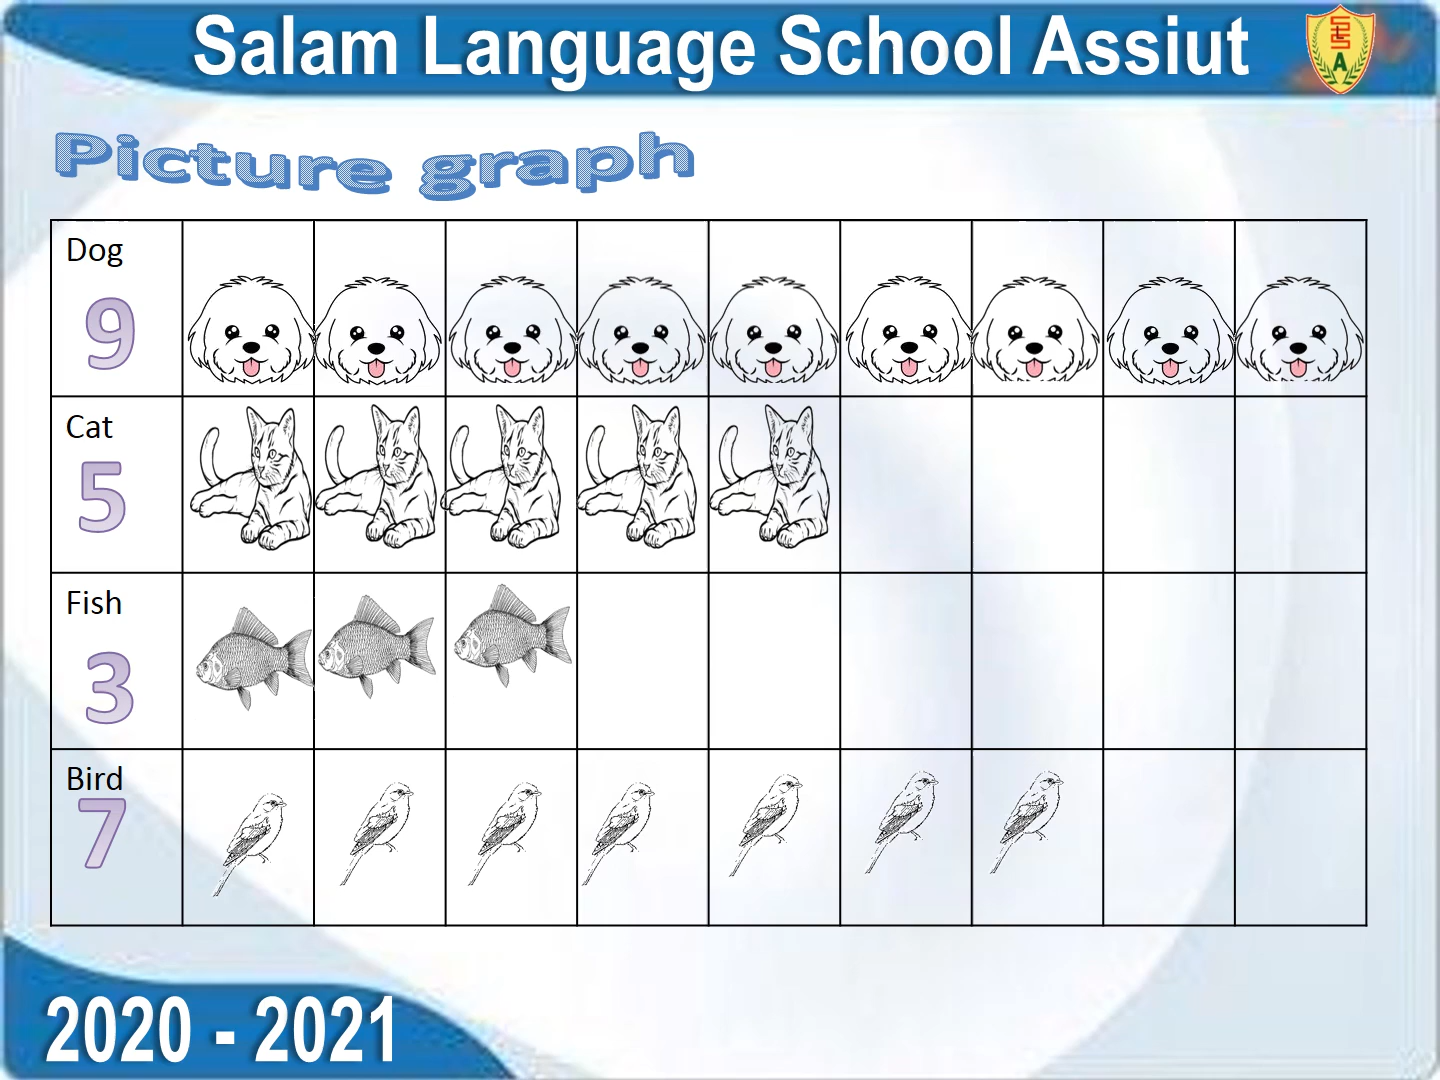 Salam Language School Assiut
Picture graph
Dog
9
Cat
5
Fish
3
Bird
7
2020 - 2021